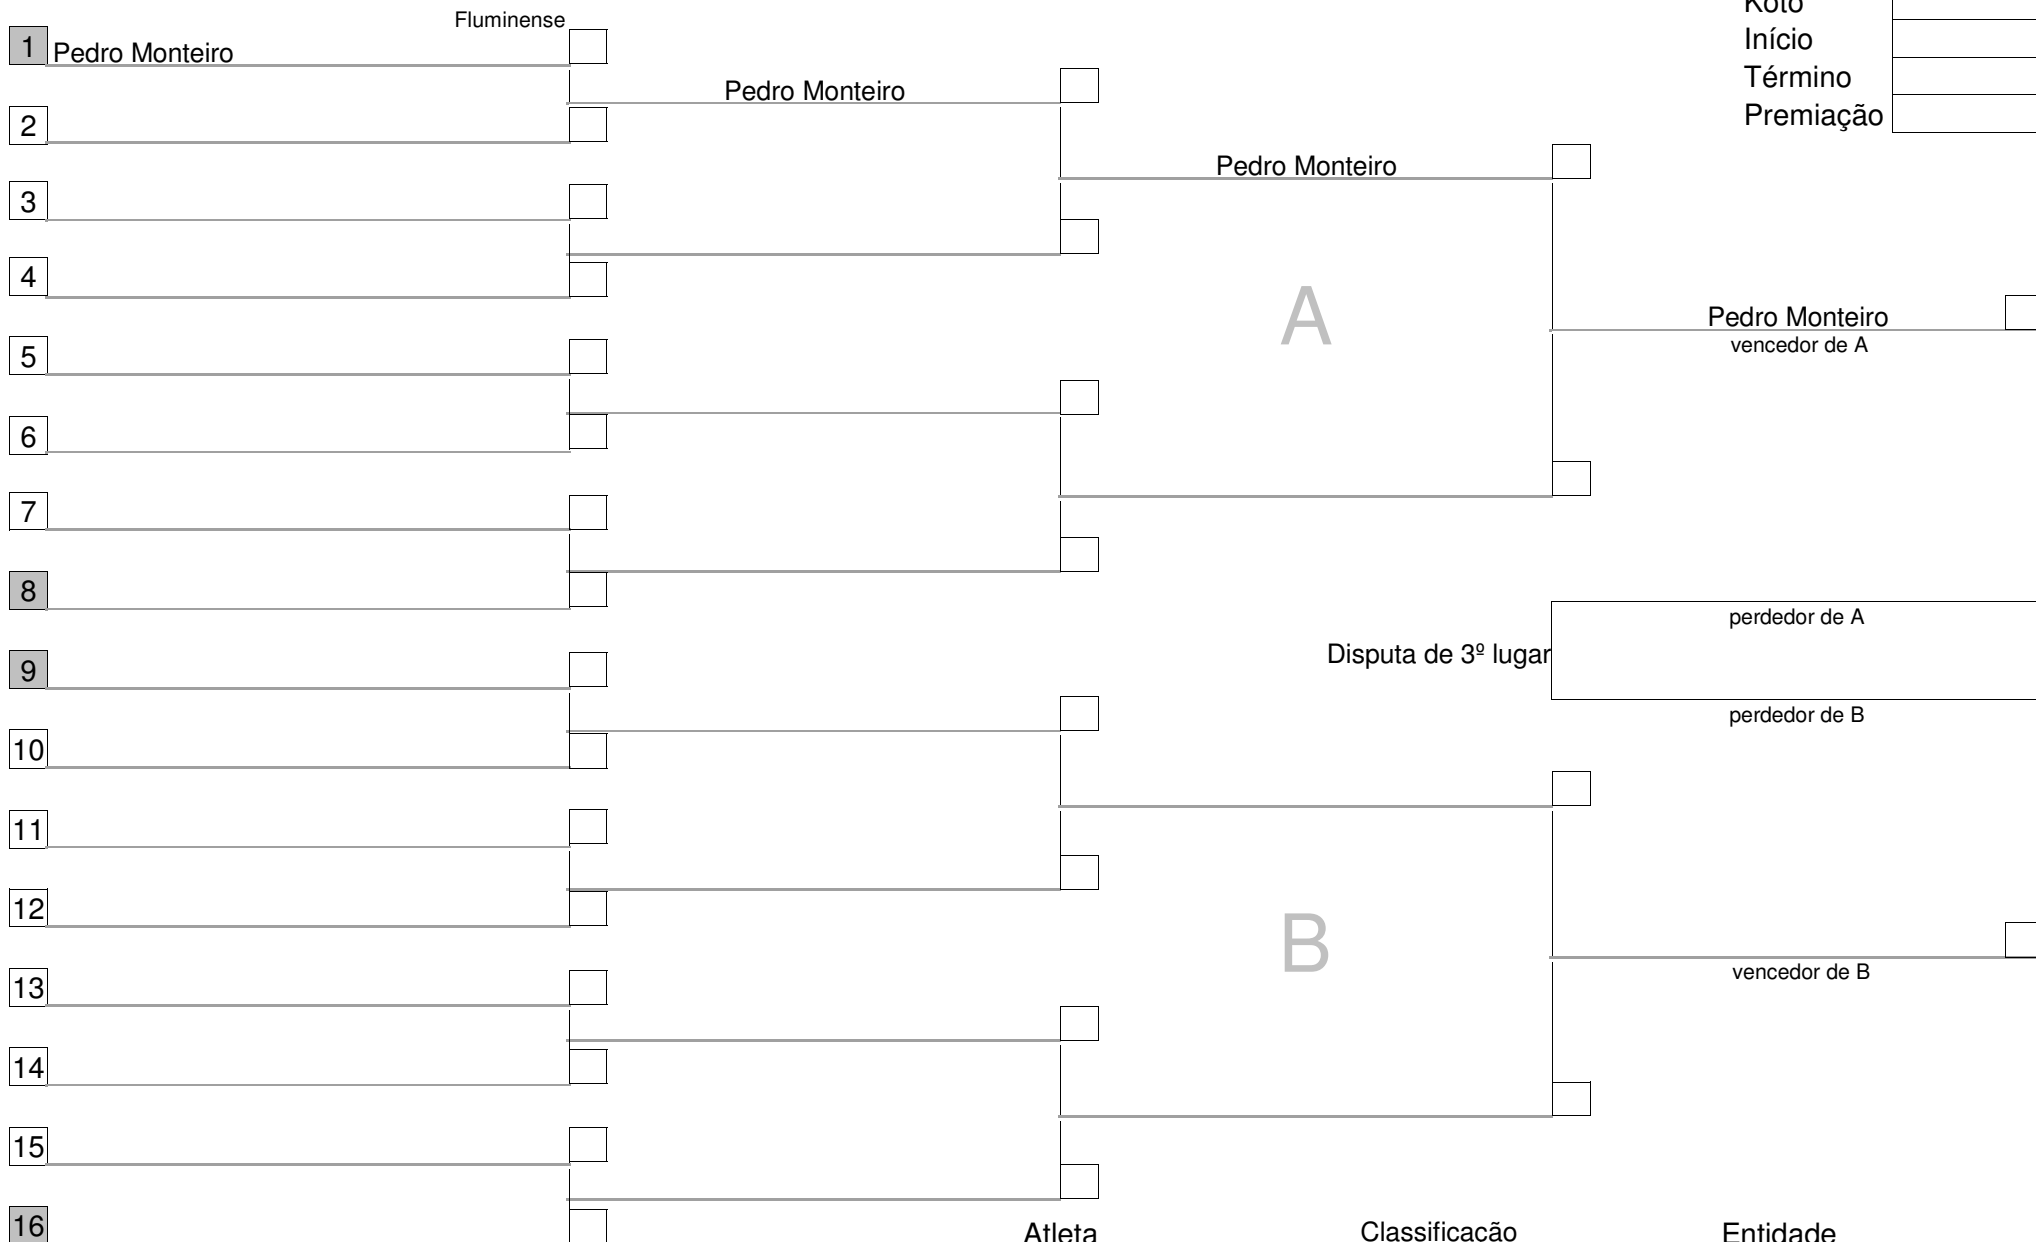 Koto
Fluminense
1 Pedro Monteiro
Início
Término
Pedro Monteiro
Premiação
2
Pedro Monteiro
3
4
A
Pedro Monteiro
vencedor de A
5
6
7
8
perdedor de A
Disputa de 3º lugar
9
perdedor de B
10
11
12
B
vencedor de B
13
14
15
16
Atleta Classificação Entidade